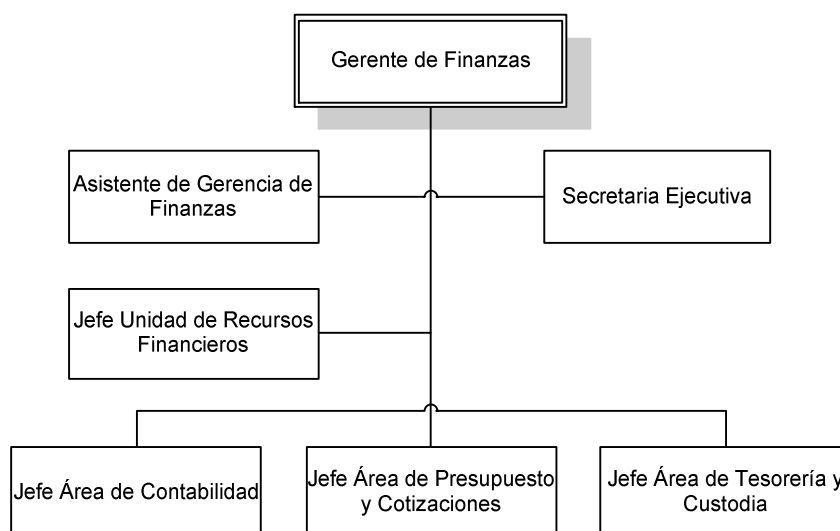 Gerente de Finanzas
Asistente de Gerencia de
Finanzas
Secretaria Ejecutiva
Jefe Unidad de Recursos
Financieros
Jefe Área de Contabilidad
Jefe Área de Presupuesto
y Cotizaciones
Jefe Área de Tesorería y
Custodia